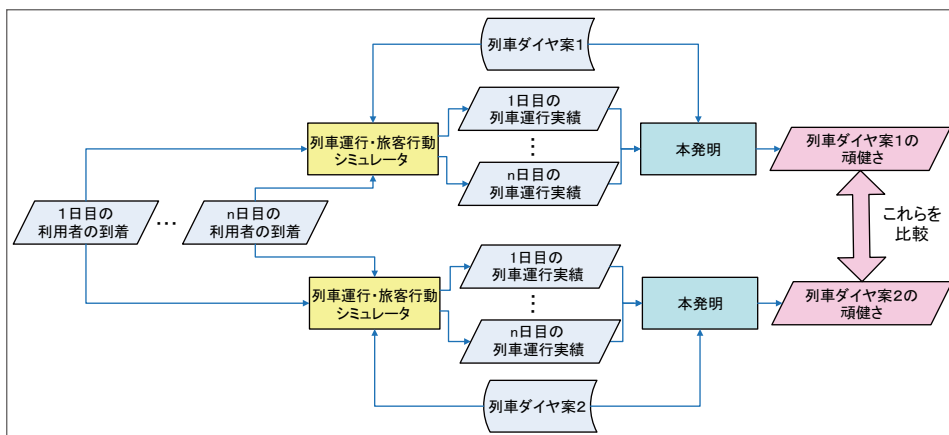 列車ダイヤ案1
1日目の
列車運行実績
⋮
n日目の
列車運行実績
列車運行・旅客行動
シミュレータ
本発明
列車ダイヤ案1の
頑健さ
1日目の
利用者の到着
…
n日目の
利用者の到着
これらを
比較
列車運行・旅客行動
シミュレータ
1日目の
列車運行実績
⋮
n日目の
列車運行実績
本発明
列車ダイヤ案2の
頑健さ
列車ダイヤ案2